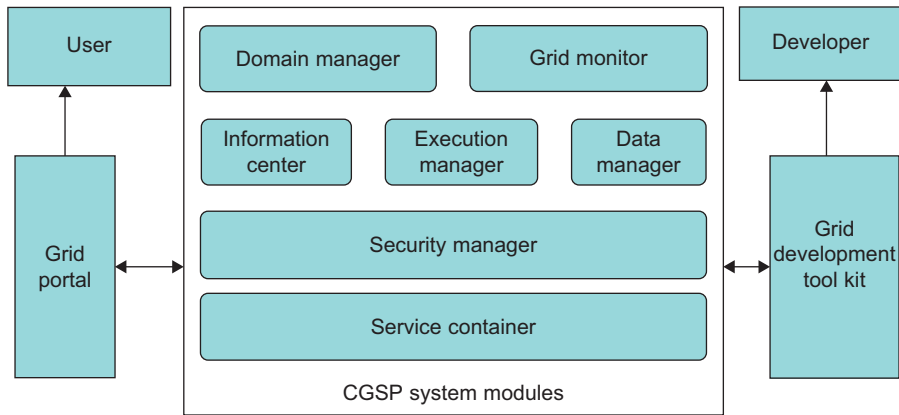 User
Domain manager
Grid monitor
Developer
Information
center
Execution
manager
Data
manager
Grid
portal
Security manager
Grid
development
tool kit
Service container
CGSP system modules